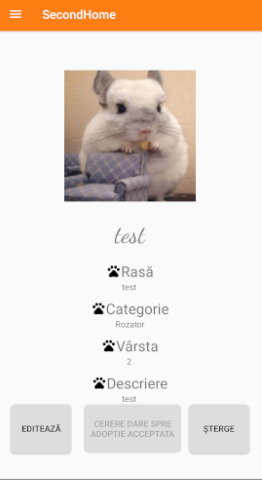 SecondHome
test
Rasă
test
Categorie
Rozator
Vârsta
2
Descriere
test
EDITEAZĂ
CERERE DARE SPRE
ADOPTIE ACCEPTATA
ȘTERGE